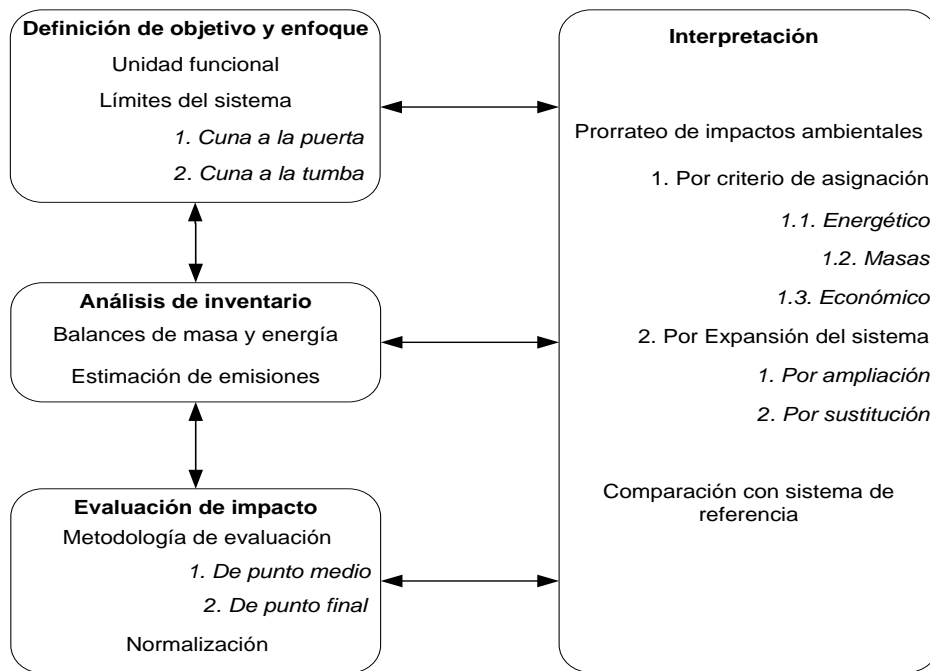 Definición de objetivo y enfoque
Unidad funcional
Límites del sistema
1. Cuna a la puerta
2. Cuna a la tumba
Análisis de inventario
Balances de masa y energía
Estimación de emisiones
Evaluación de impacto
Metodología de evaluación
1. De punto medio
2. De punto final
Normalización
Interpretación
Prorrateo de impactos ambientales
1. Por criterio de asignación
1.1. Energético
1.2. Masas
1.3. Económico
2. Por Expansión del sistema
1. Por ampliación
2. Por sustitución
Comparación con sistema de
referencia